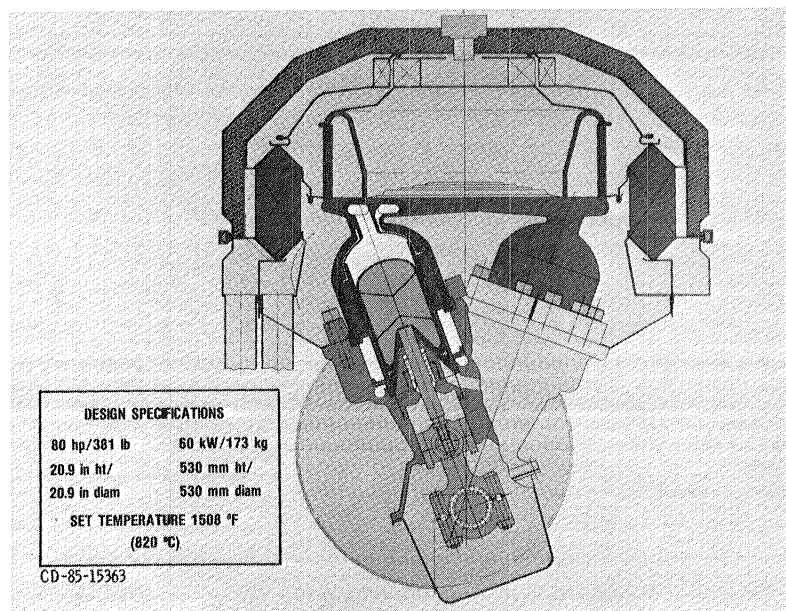 DESIGN SPECIFICATIONS
80 hp/381 lb 60 kW/173 kg
20.9 in ht/ 530 mm ht/
20.9 in diam 530 mm diam
SET TEMPERATURE 1508 °F
(820 °C)
CD-85-15363